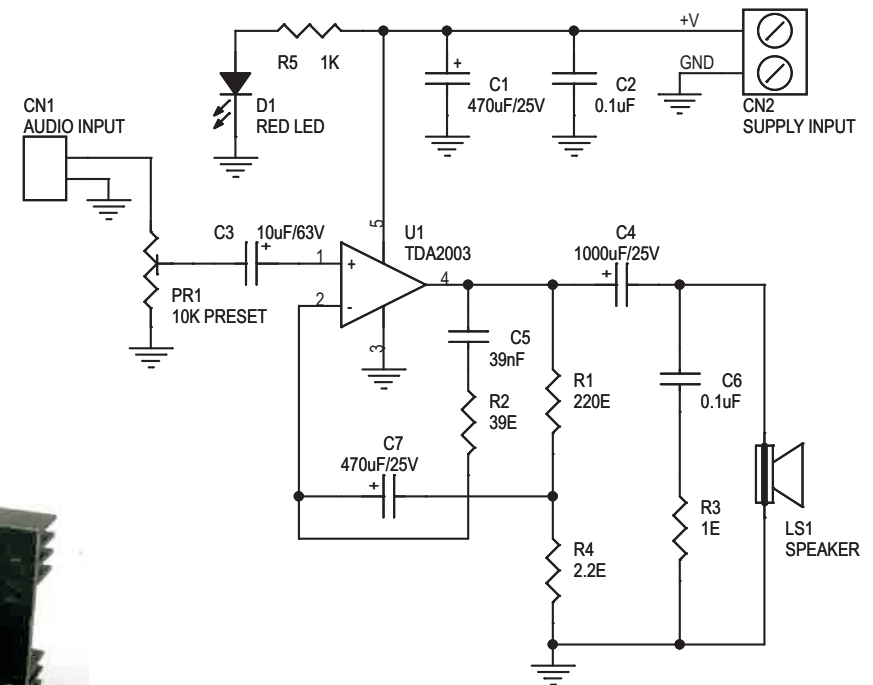 +V
GND
CN2
SUPPLY INPUT
R5 1K
C1
470uF/25V
+
C2
0.1uF
D1
RED LED
CN1
AUDIO INPUT
C3 10uF/63V
+
PR1
10K PRESET
U1
TDA2003
1
2
3
4
5
+
-
C4
1000uF/25V
+
C5
39nF
R2
39E
R1
220E
C6
0.1uF
C7
470uF/25V
+
R3
1E
R4
2.2E
LS1
SPEAKER